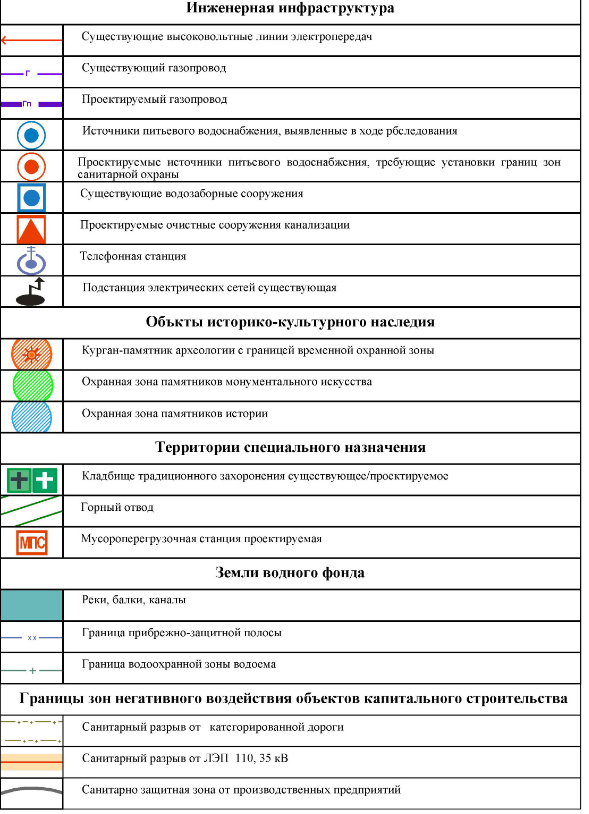 Инженерная инфраструктура
Существующие высоковольтные линии электропередач
Г
Существующий газопровод
Гп
Проектируемый газопровод
Источники питьевого водоснабжения, выявленные в ходе рбследования
Проектируемые источники питьевого водоснабжения, требующие установки границ зон
санитарной охраны
Существующие водозаборные сооружения
Проектируемые очистные сооружения канализации
Телефонная станция
Подстанция электрических сетей существующая
Объкты историко-культурного наследия
Курган-памятник археологии с границей временной охранной зоны
Охранная зона памятников монументального искусства
Охранная зона памятников истории
Территории специального назначения
Кладбище традиционного захоронения существующее/проектируемое
Горный отвод
МПС
Мусороперегрузочная станция проектируемая
Земли водного фонда
Реки, балки, каналы
х х
Граница прибрежно-защитной полосы
Граница водоохранной зоны водоема
Границы зон негативного воздействия объектов капитального строительства
Санитарный разрыв от категорированной дороги
Санитарный разрыв от ЛЭП 110, 35 кВ
Санитарно защитная зона от производственных предприятий